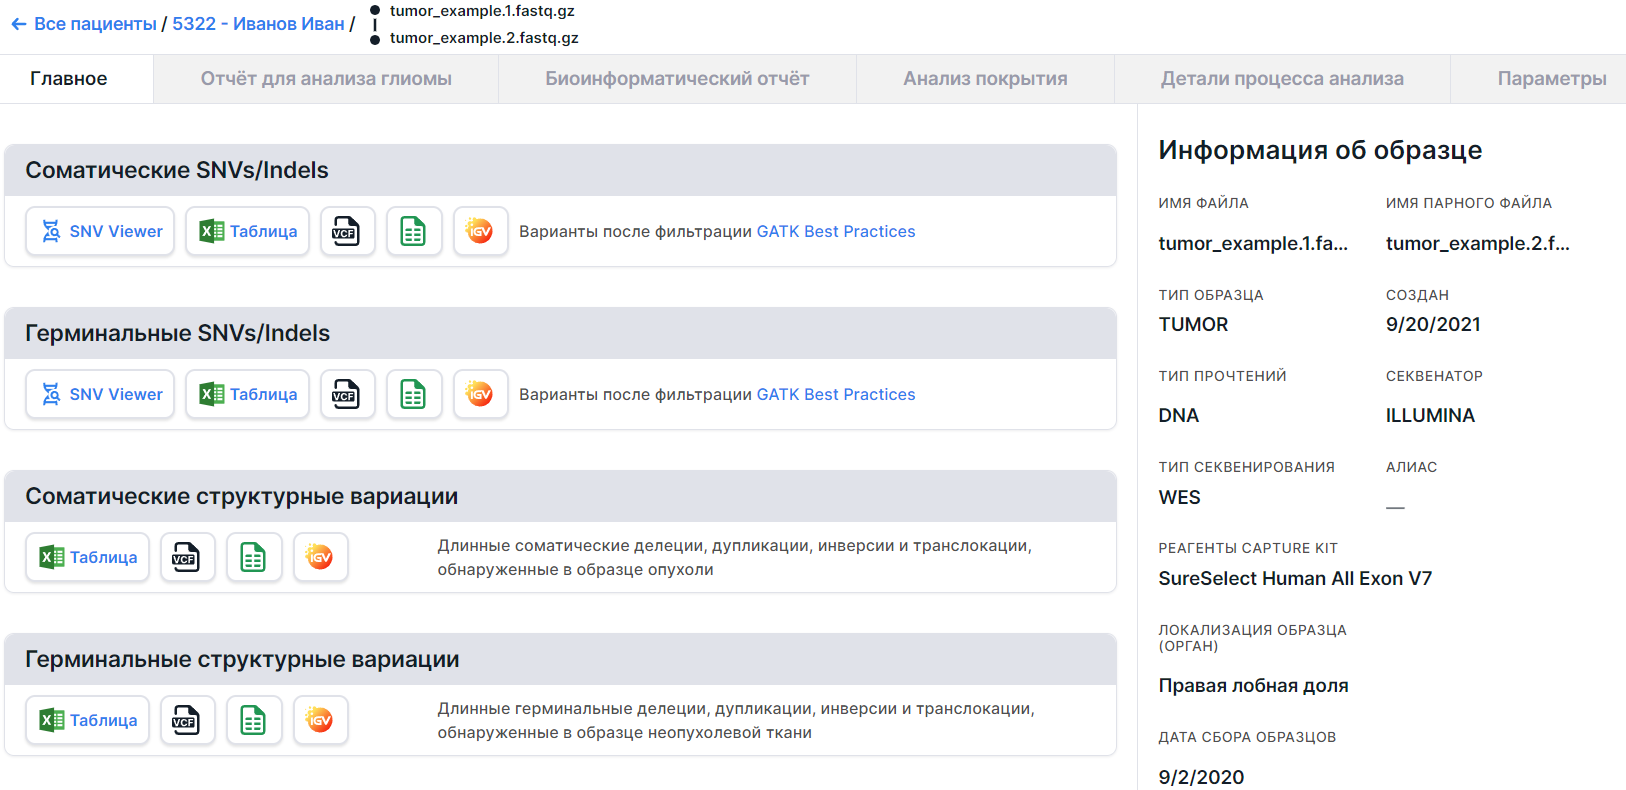 ← Все пациенты / 5322 - Иванов Иван /
tumor_example.1.fastq.gz
tumor_example.2.fastq.gz
Главное
Отчёт для анализа глиомы
Биоинформатический отчёт
Анализ покрытия
Детали процесса анализа
Параметры
Соматические SNVs/Indels
SNV Viewer
Таблица
VCF
IGV
Варианты после фильтрации GATK Best Practices
Герминальные SNVs/Indels
SNV Viewer
Таблица
VCF
IGV
Варианты после фильтрации GATK Best Practices
Соматические структурные вариации
Таблица
VCF
IGV
Длинные соматические делеции, дупликации, инверсии и транслокации,
обнаруженные в образце опухоли
Герминальные структурные вариации
Таблица
VCF
IGV
Длинные герминальные делеции, дупликации, инверсии и транслокации,
обнаруженные в образце неопухолевой ткани
Информация об образце
ИМЯ ФАЙЛА
tumor_example.1.fa...
ИМЯ ПАРНОГО ФАЙЛА
tumor_example.2.f...
ТИП ОБРАЗЦА
TUMOR
СОЗДАН
9/20/2021
ТИП ПРОЧТЕНИЙ
DNA
СЕКВЕНАТОР
ILLUMINA
ТИП СЕКВЕНИРОВАНИЯ
WES
АЛИАС
__
РЕАГЕНТЫ CAPTURE KIT
SureSelect Human All Exon V7
ЛОКАЛИЗАЦИЯ ОБРАЗЦА
(ОРГАН)
Правая лобная доля
ДАТА СБОРА ОБРАЗЦОВ
9/2/2020